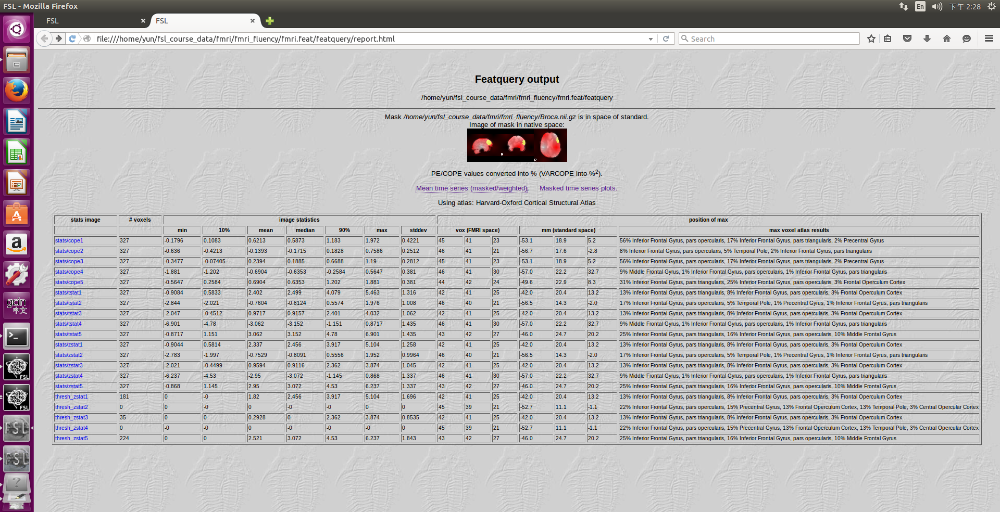 FSL - Mozilla Firefox
En
下午 2:28
FSL
FSL
file:///home/yun/fsl_course_data/fmri/fmri_fluency/fmri.feat/featquery/report.html
Search
Featquery output
/home/yun/fsl_course_data/fmri/fmri_fluency/fmri.feat/featquery
Mask /home/yun/fsl_course_data/fmri/fmri_fluency/Broca.nii.gz is in space of standard.
Image of mask in native space:
R
R
PE/COPE values converted into % (VARCOPE into %²).
Mean time series (masked/weighted). Masked time series plots.
Using atlas: Harvard-Oxford Cortical Structural Atlas
stats image # voxels image statistics position of max
min 10% mean median 90% max stddev vox (FMRI space) mm (standard space) max voxel atlas results
stats/cope1 327 -0.1796 0.1083 0.6213 0.5873 1.183 1.972 0.4221 45 41 23 -53.1 18.9 5.2 56% Inferior Frontal Gyrus, pars opercularis, 17% Inferior Frontal Gyrus, pars triangularis, 2% Precentral Gyrus
stats/cope2 327 -0.636 -0.4213 -0.1393 -0.1715 0.1828 0.7586 0.2512 46 41 21 -56.7 17.6 -2.8 8% Inferior Frontal Gyrus, pars opercularis, 5% Temporal Pole, 2% Inferior Frontal Gyrus, pars triangularis
stats/cope3 327 -0.3477 -0.07405 0.2394 0.1885 0.6688 1.19 0.2812 45 41 23 -53.1 18.9 5.2 56% Inferior Frontal Gyrus, pars opercularis, 17% Inferior Frontal Gyrus, pars triangularis, 2% Precentral Gyrus
stats/cope4 327 -1.881 -1.202 -0.6904 -0.6353 -0.2584 0.5647 0.381 46 41 30 -57.0 22.2 32.7 9% Middle Frontal Gyrus, 1% Inferior Frontal Gyrus, pars opercularis, 1% Inferior Frontal Gyrus, pars triangularis
stats/cope5 327 -0.5647 0.2584 0.6904 0.6353 1.202 1.881 0.381 44 42 24 -49.6 22.9 8.3 31% Inferior Frontal Gyrus, pars triangularis, 25% Inferior Frontal Gyrus, pars opercularis, 3% Frontal Operculum Cortex
stats/tstat1 327 -0.9084 0.5833 2.402 2.499 4.079 5.463 1.316 42 41 25 -42.0 20.4 13.2 13% Inferior Frontal Gyrus, pars triangularis, 8% Inferior Frontal Gyrus, pars opercularis, 3% Frontal Operculum Cortex
stats/tstat2 327 -2.844 -2.021 -0.7604 -0.8124 0.5574 1.976 1.008 46 40 21 -56.5 14.3 -2.0 17% Inferior Frontal Gyrus, pars opercularis, 5% Temporal Pole, 1% Precentral Gyrus, 1% Inferior Frontal Gyrus, pars triangularis
stats/tstat3 327 -2.047 -0.4512 0.9717 0.9157 2.401 4.032 1.062 42 41 25 -42.0 20.4 13.2 13% Inferior Frontal Gyrus, pars triangularis, 8% Inferior Frontal Gyrus, pars opercularis, 3% Frontal Operculum Cortex
stats/tstat4 327 -6.901 -4.78 -3.062 -3.152 -1.151 0.8717 1.435 46 41 30 -57.0 22.2 32.7 9% Middle Frontal Gyrus, 1% Inferior Frontal Gyrus, pars opercularis, 1% Inferior Frontal Gyrus, pars triangularis
stats/tstat5 327 -0.8717 1.151 3.062 3.152 4.78 6.901 1.435 43 42 27 -46.0 24.7 20.2 25% Inferior Frontal Gyrus, pars triangularis, 16% Inferior Frontal Gyrus, pars opercularis, 10% Middle Frontal Gyrus
stats/zstat1 327 -0.9044 0.5814 2.337 2.456 3.917 5.104 1.258 42 41 25 -42.0 20.4 13.2 13% Inferior Frontal Gyrus, pars triangularis, 8% Inferior Frontal Gyrus, pars opercularis, 3% Frontal Operculum Cortex
stats/zstat2 327 -2.783 -1.997 -0.7529 -0.8091 0.5556 1.952 0.9964 46 40 21 -56.5 14.3 -2.0 17% Inferior Frontal Gyrus, pars opercularis, 5% Temporal Pole, 1% Precentral Gyrus, 1% Inferior Frontal Gyrus, pars triangularis
stats/zstat3 327 -2.021 -0.4499 0.9594 0.9116 2.362 3.874 1.045 42 41 25 -42.0 20.4 13.2 13% Inferior Frontal Gyrus, pars triangularis, 8% Inferior Frontal Gyrus, pars opercularis, 3% Frontal Operculum Cortex
stats/zstat4 327 -6.237 -4.53 -2.95 -3.072 -1.145 0.868 1.337 46 41 30 -57.0 22.2 32.7 9% Middle Frontal Gyrus, 1% Inferior Frontal Gyrus, pars opercularis, 1% Inferior Frontal Gyrus, pars triangularis
stats/zstat5 327 -0.868 1.145 2.95 3.072 4.53 6.237 1.337 43 42 27 -46.0 24.7 20.2 25% Inferior Frontal Gyrus, pars triangularis, 16% Inferior Frontal Gyrus, pars opercularis, 10% Middle Frontal Gyrus
thresh_zstat1 181 0 -0 1.82 2.456 3.917 5.104 1.696 42 41 25 -42.0 20.4 13.2 13% Inferior Frontal Gyrus, pars triangularis, 8% Inferior Frontal Gyrus, pars opercularis, 3% Frontal Operculum Cortex
thresh_zstat2 0 0 -0 0 -0 -0 0 0 45 39 21 -52.7 11.1 -1.1 22% Inferior Frontal Gyrus, pars opercularis, 15% Precentral Gyrus, 13% Frontal Operculum Cortex, 13% Temporal Pole, 3% Central Opercular Cortex
thresh_zstat3 35 0 0 0.2928 0 2.362 3.874 0.8535 42 41 25 -42.0 20.4 13.2 13% Inferior Frontal Gyrus, pars triangularis, 8% Inferior Frontal Gyrus, pars opercularis, 3% Frontal Operculum Cortex
thresh_zstat4 0 -0 -0 -0 -0 -0 -0 0 45 39 21 -52.7 11.1 -1.1 22% Inferior Frontal Gyrus, pars opercularis, 15% Precentral Gyrus, 13% Frontal Operculum Cortex, 13% Temporal Pole, 3% Central Opercular Cortex
thresh_zstat5 224 0 0 2.521 3.072 4.53 6.237 1.843 43 42 27 -46.0 24.7 20.2 25% Inferior Frontal Gyrus, pars triangularis, 16% Inferior Frontal Gyrus, pars opercularis, 10% Middle Frontal Gyrus
gcin
中文
FSL
FSL
FSL
FSL